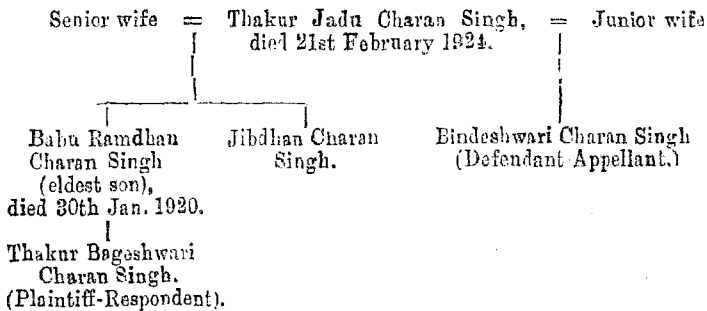 Senior wife = Thakur Jadu Charan Singh, = Junior wife
died 21st February 1924.
Babu Ramdhan
Charan Singh
(eldest son),
died 30th Jan. 1920.
Jibdhan Charan
Singh.
Bindeshwari Charan Singh
(Defendant Appellant.)
Thakur Bageshwari
Charan Singh.
(Plaintiff-Respondent).